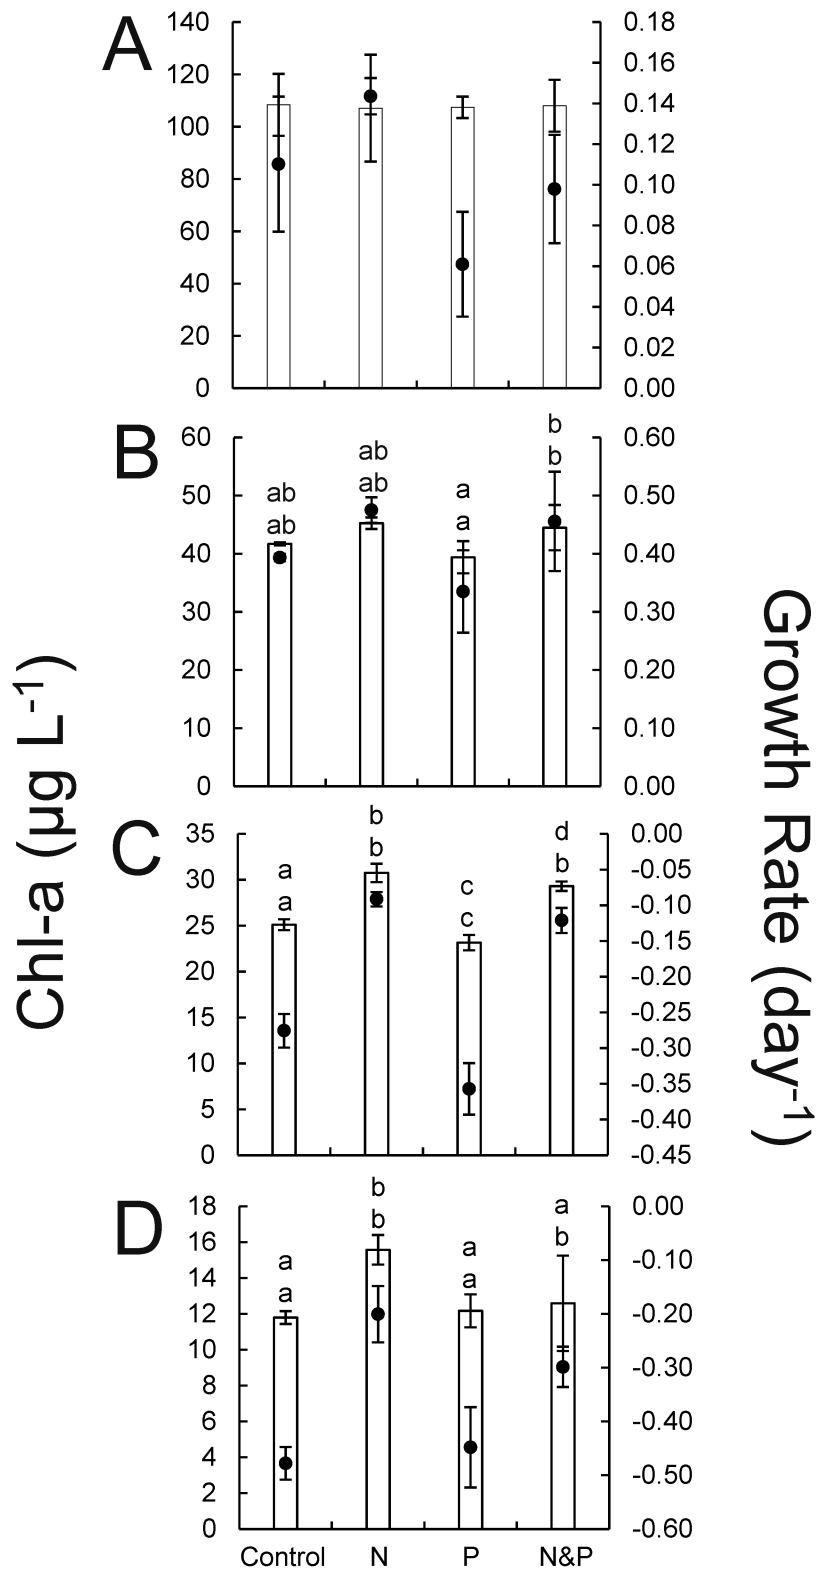 A
140
120
100
80
60
40
20
0
0.18
0.16
0.14
0.12
0.10
0.08
0.06
0.04
0.02
0.00
B
60
50
40
30
20
10
0
ab
ab
ab
ab
a
a
b
b
0.60
0.50
0.40
0.30
0.20
0.10
0.00
Chl-a (µg L-1)
Growth Rate (day-1)
C
35
30
25
20
15
10
5
0
a
a
b
b
c
c
d
b
0.00
-0.05
-0.10
-0.15
-0.20
-0.25
-0.30
-0.35
-0.40
-0.45
D
18
16
14
12
10
8
6
4
2
0
a
a
b
b
a
a
a
b
0.00
-0.10
-0.20
-0.30
-0.40
-0.50
-0.60
Control N P N&P